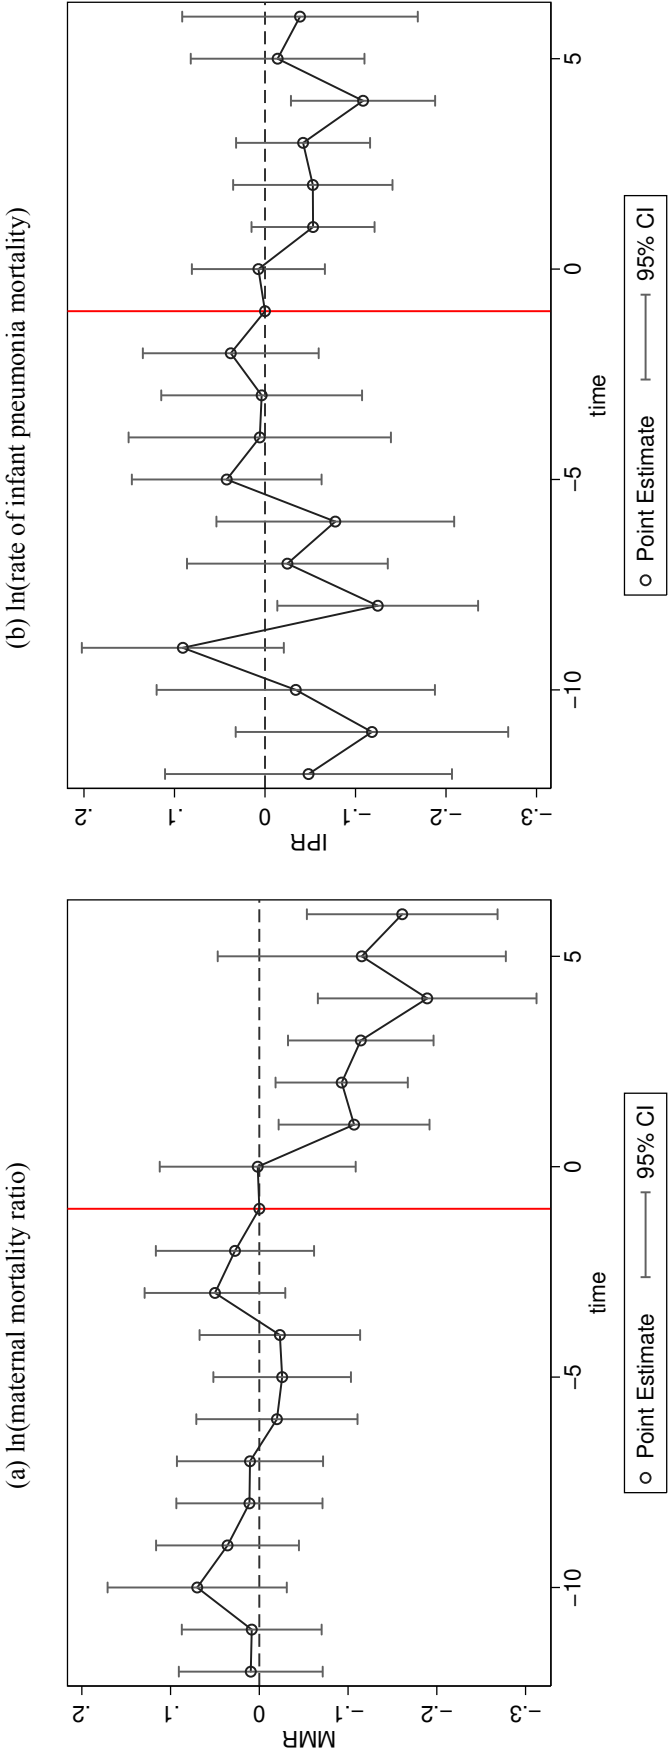 (a) ln(maternal mortality ratio)
MMR
.2
.1
0
−.1
−.2
−.3
−10
−5
0
5
time
Point Estimate
95% CI
(b) ln(rate of infant pneumonia mortality)
IPR
.2
.1
0
−.1
−.2
−.3
−10
−5
0
5
time
Point Estimate
95% CI